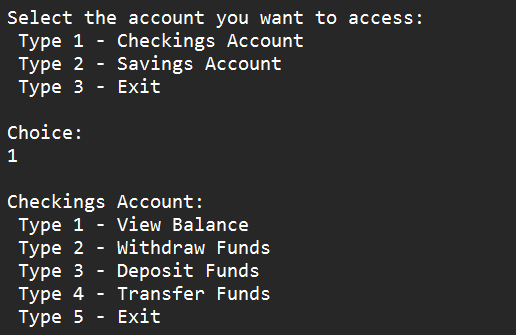 Select the account you want to access:
Type 1 - Checkings Account
Type 2 - Savings Account
Type 3 - Exit
Choice:
1
Checkings Account:
Type 1 - View Balance
Type 2 - Withdraw Funds
Type 3 - Deposit Funds
Type 4 - Transfer Funds
Type 5 - Exit